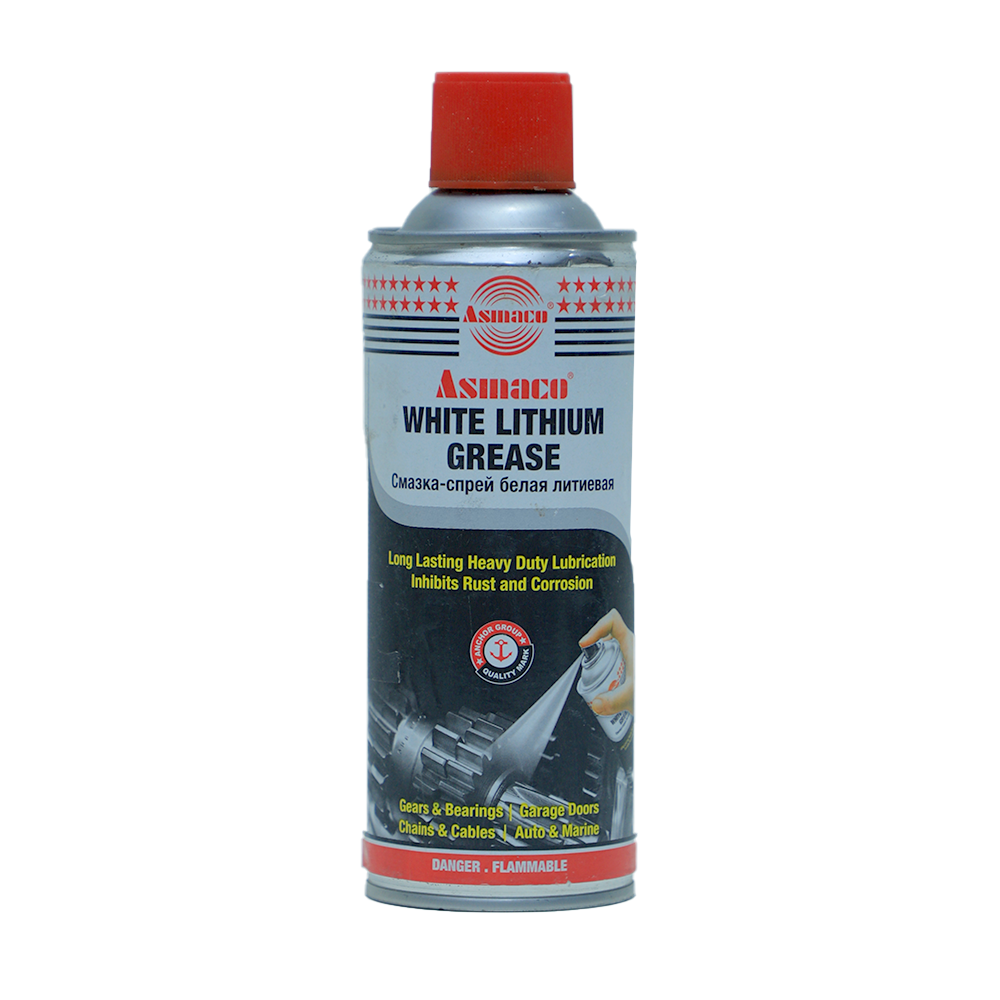 Asmaco®
Asmaco®
WHITE LITHIUM
GREASE
Смазка-спрей белая литиевая
Long Lasting Heavy Duty Lubrication
Inhibits Rust and Corrosion
ANCHOR GROUP
QUALITY MARK
Gears & Bearings | Garage Doors
Chains & Cables | Auto & Marine
DANGER . FLAMMABLE